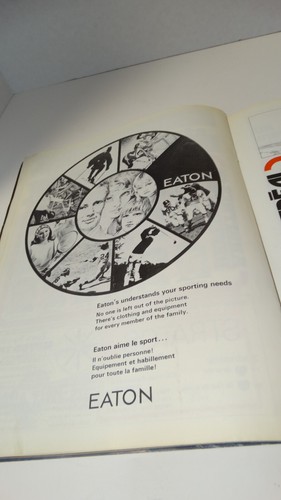 EATON
Eaton's understands your sporting needs
No one is left out of the picture.
There's clothing and equipment
for every member of the family.
Eaton aime le sport...
Il n'oublie personne!
Equipement et habillement
pour toute la famille!
EATON